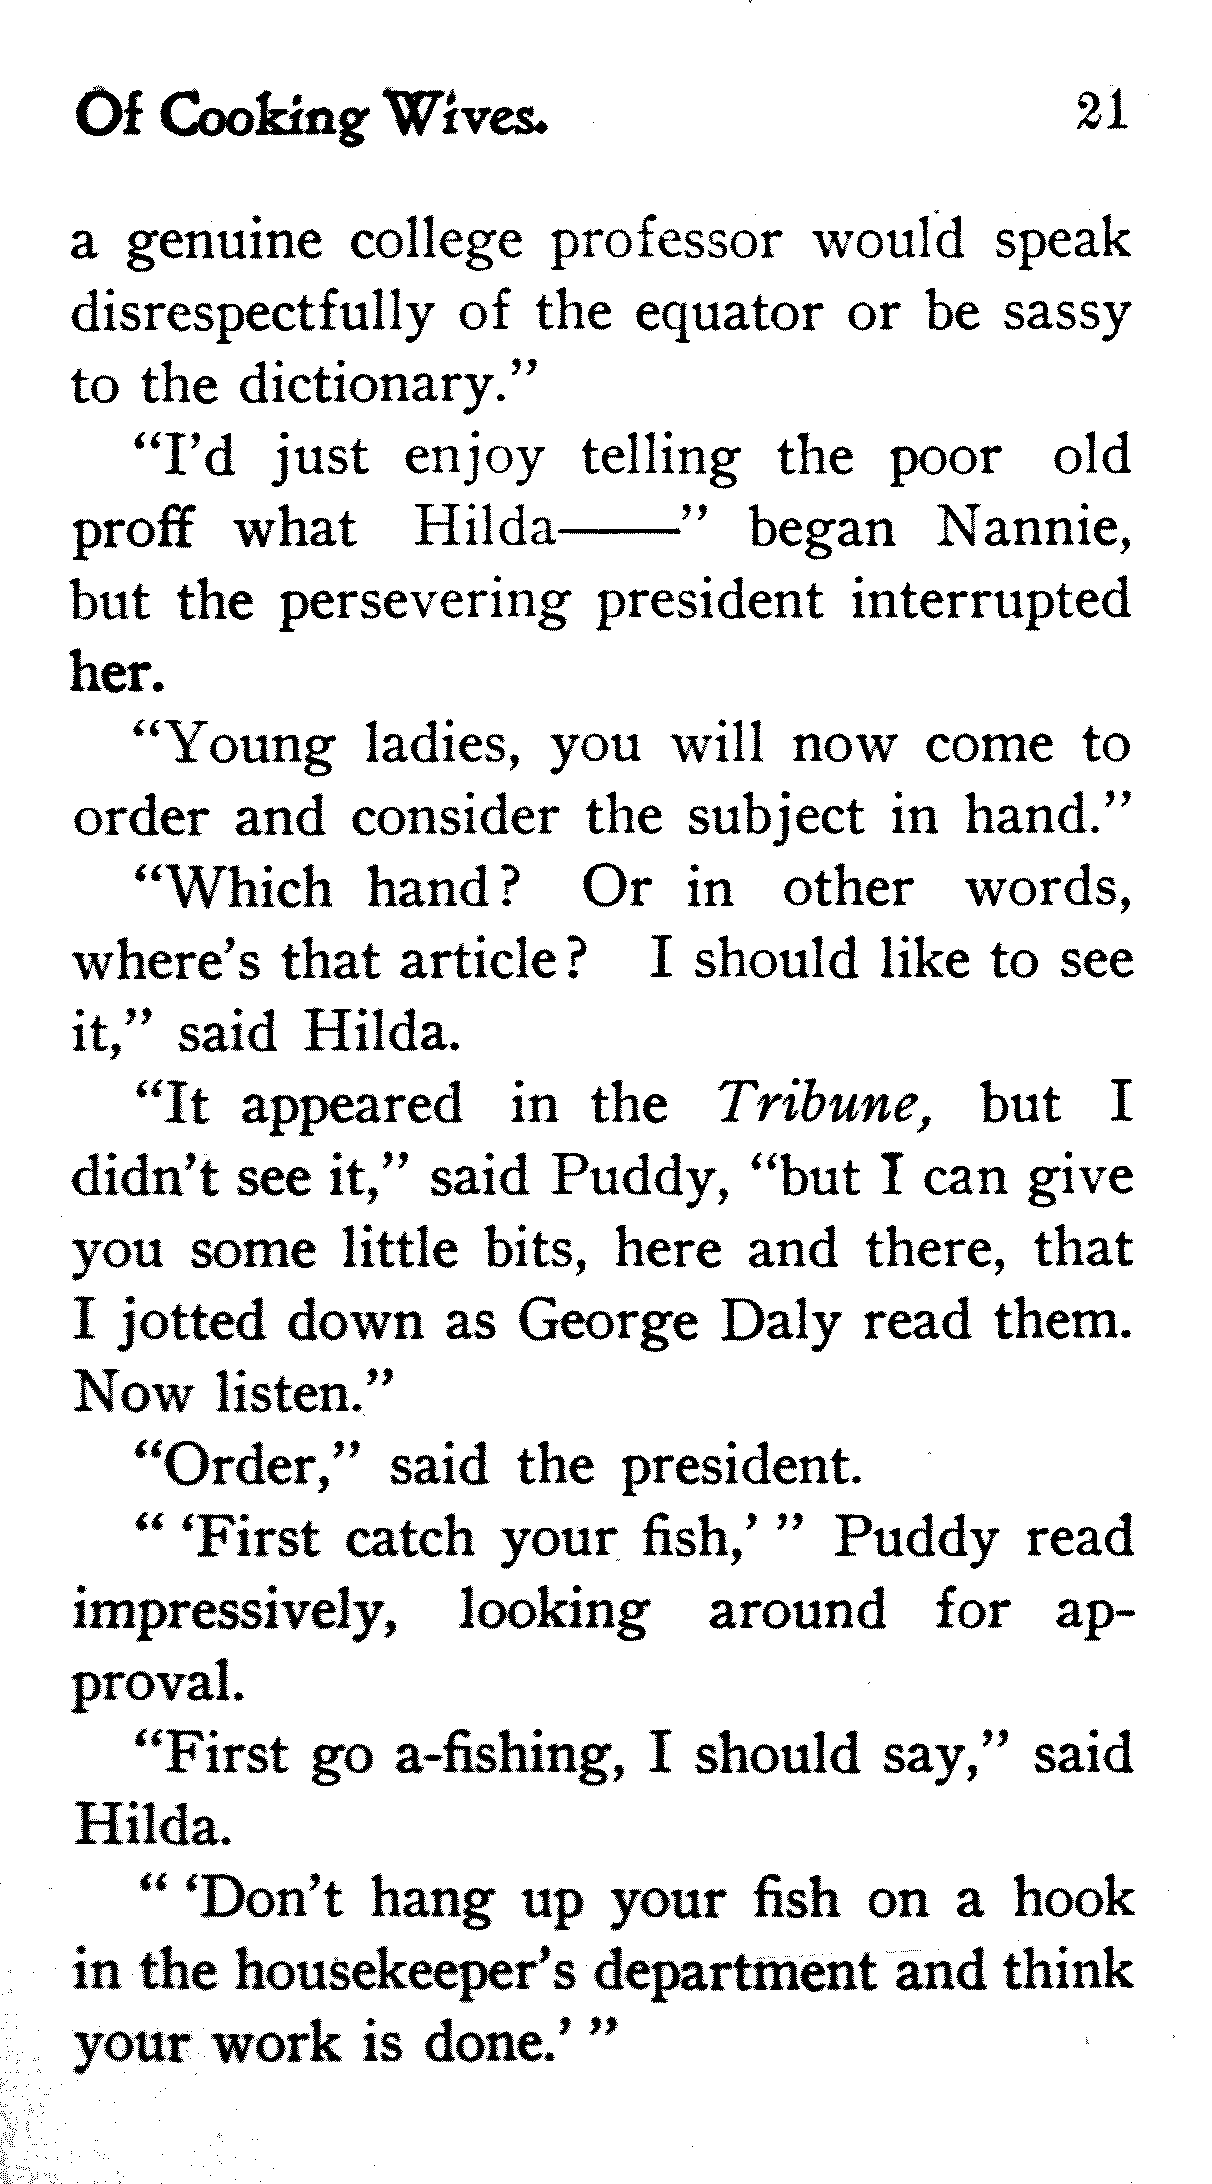 Of Cooking Wives. 21
a genuine college professor would speak
disrespectfully of the equator or be sassy
to the dictionary.”
“I’d just enjoy telling the poor old
proff what Hilda——” began Nannie,
but the persevering president interrupted
her.
“Young ladies, you will now come to
order and consider the subject in hand.”
“Which hand? Or in other words,
where’s that article? I should like to see
it,” said Hilda.
“It appeared in the Tribune, but I
didn’t see it,” said Puddy, “but I can give
you some little bits, here and there, that
I jotted down as George Daly read them.
Now listen.”
“Order,” said the president.
“ ‘First catch your fish,’ ” Puddy read
impressively, looking around for ap-
proval.
“First go a-fishing, I should say,” said
Hilda.
“ ‘Don’t hang up your fish on a hook
in the housekeeper’s department and think
your work is done.’ ”